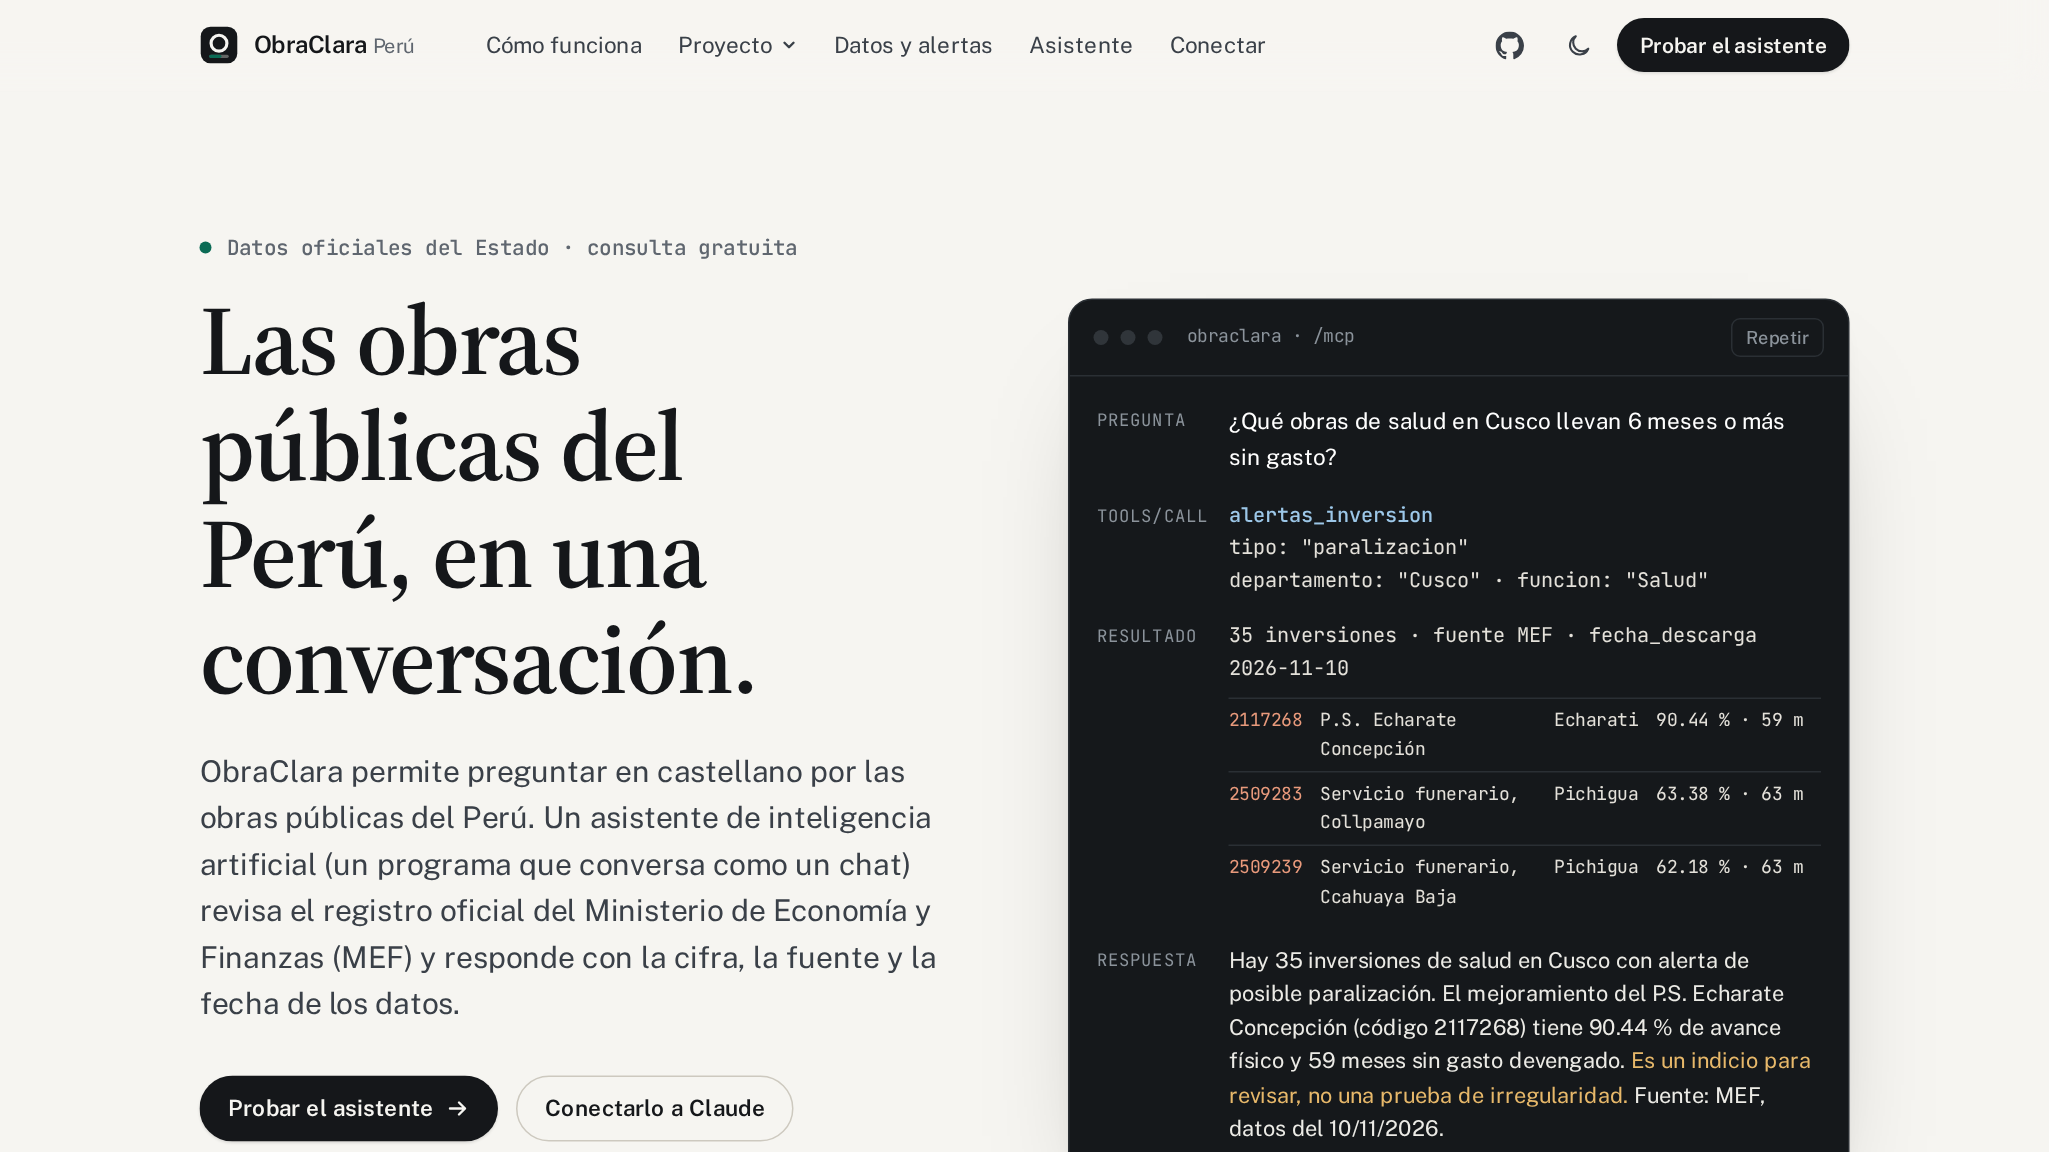 ObraClara Perú
Cómo funciona
Proyecto
Datos y alertas
Asistente
Conectar
Probar el asistente
Datos oficiales del Estado · consulta gratuita
Las obras
públicas del
Perú, en una
conversación.
ObraClara permite preguntar en castellano por las
obras públicas del Perú. Un asistente de inteligencia
artificial (un programa que conversa como un chat)
revisa el registro oficial del Ministerio de Economía y
Finanzas (MEF) y responde con la cifra, la fuente y la
fecha de los datos.
Probar el asistente →
Conectarlo a Claude
obraclara · /mcp
Repetir
PREGUNTA
¿Qué obras de salud en Cusco llevan 6 meses o más
sin gasto?
TOOLS/CALL
alertas_inversion
tipo: "paralizacion"
departamento: "Cusco" · funcion: "Salud"
RESULTADO
35 inversiones · fuente MEF · fecha_descarga
2026-11-10
2117268 P.S. Echarate Echarati 90.44 % · 59 m
Concepción
2509283 Servicio funerario, Pichigua 63.38 % · 63 m
Collpamayo
2509239 Servicio funerario, Pichigua 62.18 % · 63 m
Ccahuaya Baja
RESPUESTA
Hay 35 inversiones de salud en Cusco con alerta de
posible paralización. El mejoramiento del P.S. Echarate
Concepción (código 2117268) tiene 90.44 % de avance
físico y 59 meses sin gasto devengado. Es un indicio para
revisar, no una prueba de irregularidad. Fuente: MEF,
datos del 10/11/2026.